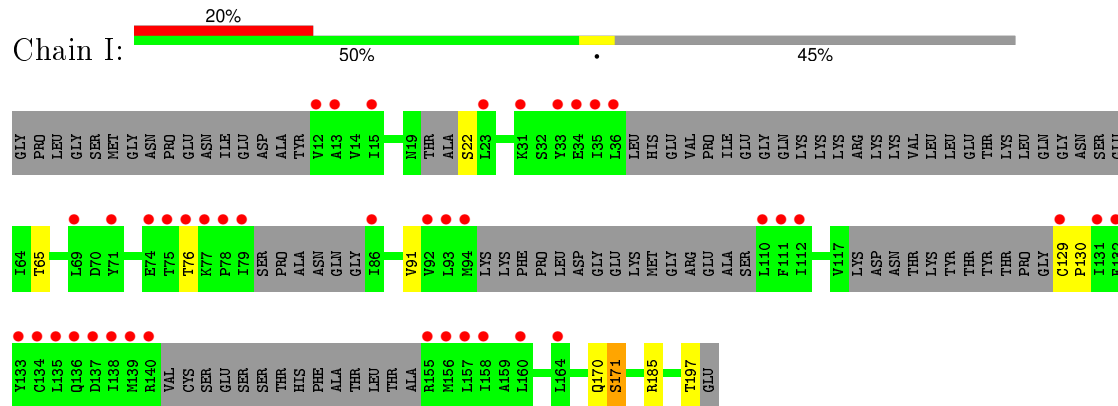 20%
Chain I:
50% • 45%
GLY PRO LEU GLY SER MET GLY ASN PRO GLU ASN ILE GLU ASP ALA TYR V12 A13 V14 I15 N19 THR ALA S22 L23 K31 S32 Y33 E34 I35 L36 LEU HIS GLU VAL PRO ILE GLU GLY GLN LYS LYS LYS ARG LYS LYS VAL LEU LEU GLU THR LYS LEU GLN GLY ASN SER GLU
I64 T65 L69 D70 Y71 E74 T75 T76 K77 P78 I79 SER PRO ALA ASN GLN GLY I86 V91 V92 L93 M94 LYS LYS PHE PRO LEU ASP GLY GLU LYS MET GLY ARG GLU ALA SER L110 F111 I112 V117 LYS ASP ASN THR LYS TYR THR TYR THR PRO GLY C129 P130 I131
Y133 C134 L135 Q136 D137 I138 M139 R140 VAL CYS SER GLU SER SER THR HIS PHE ALA THR LEU THR ALA R155 M156 L157 I158 A159 L160 L164 Q170 S171 R185 T197 GLU